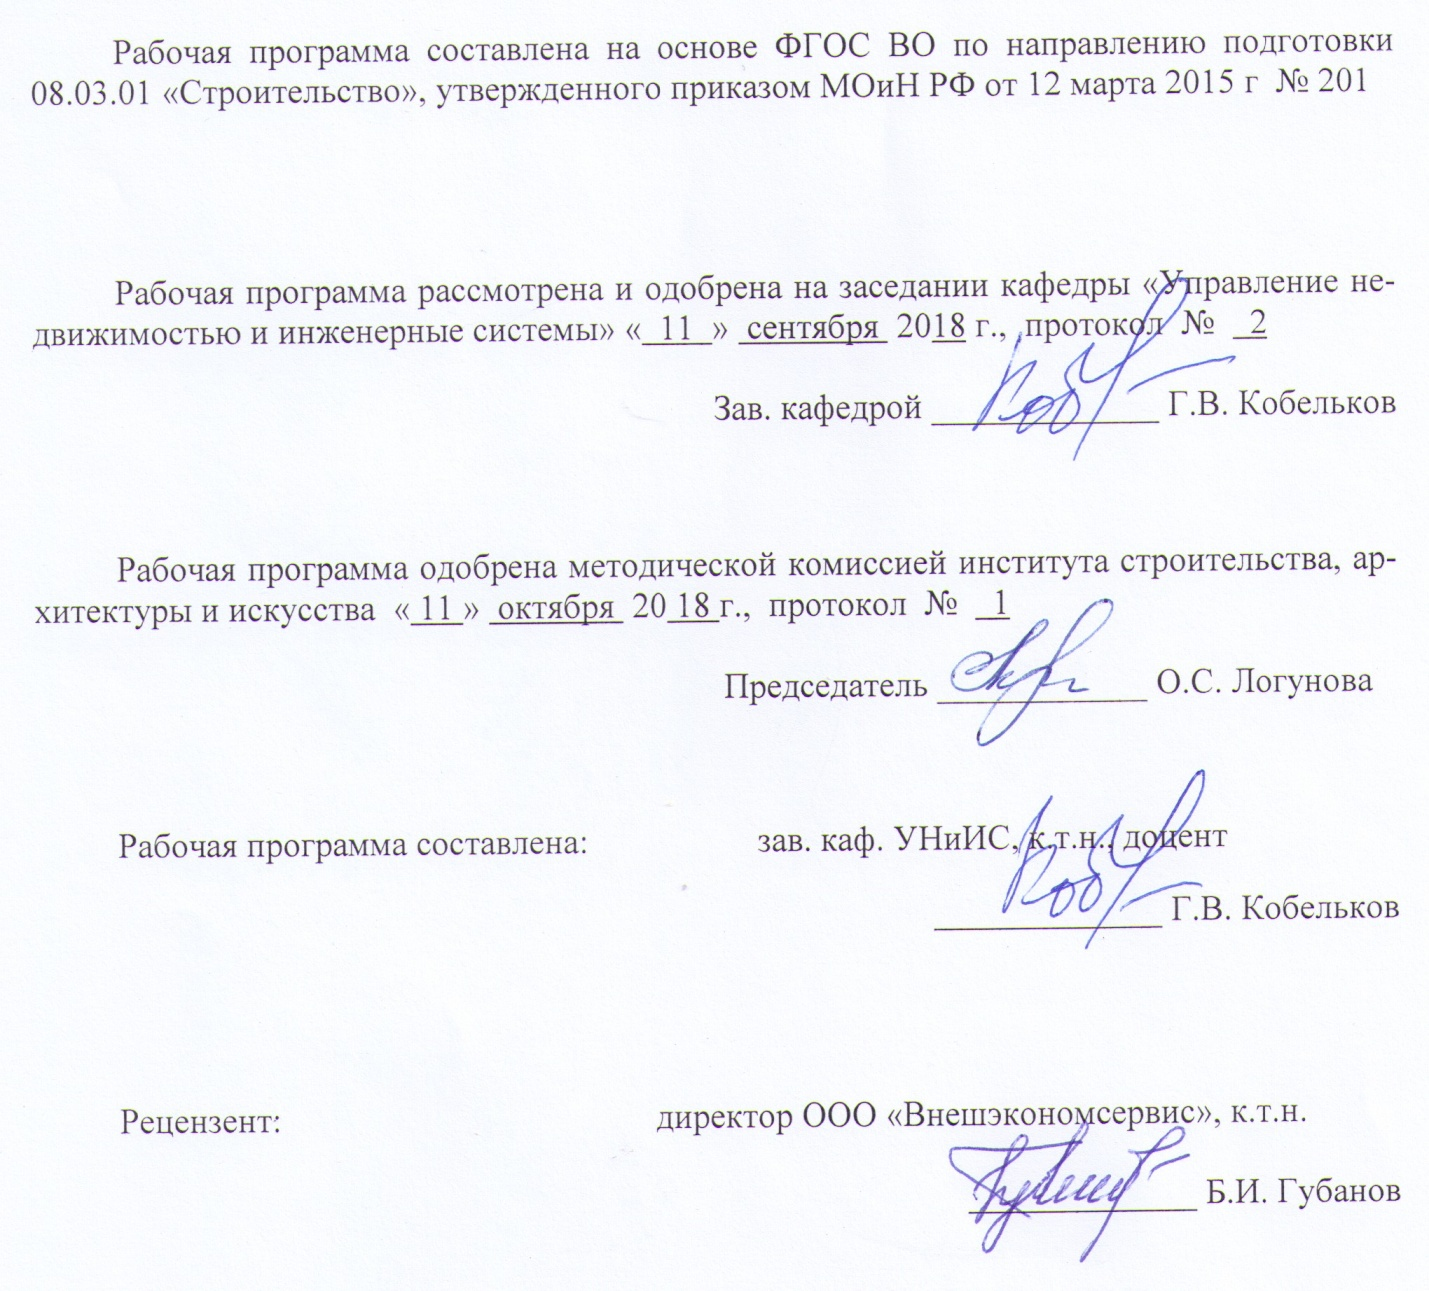 Рабочая программа составлена на основе ФГОС ВО по направлению подготовки
08.03.01 «Строительство», утвержденного приказом МОиН РФ от 12 марта 2015 г № 201
Рабочая программа рассмотрена и одобрена на заседании кафедры «Управление не-
движимостью и инженерные системы» « 11 » сентября 2018 г., протокол № 2
Зав. кафедрой Г.В. Кобельков
Рабочая программа одобрена методической комиссией института строительства, ар-
хитектуры и искусства « 11 » октября 20 18 г., протокол № 1
Председатель О.С. Логунова
Рабочая программа составлена: зав. каф. УНиИС, к.т.н., доцент
Г.В. Кобельков
Рецензент: директор ООО «Внешэкономсервис», к.т.н.
Б.И. Губанов